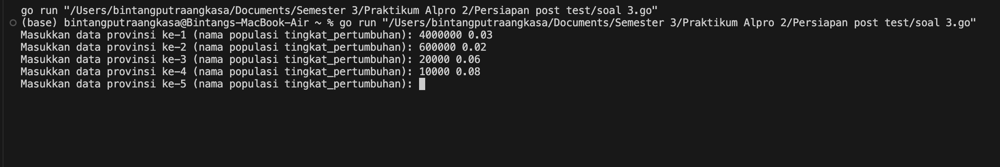 go run "/Users/bintangputraangkasa/Documents/Semester 3/Praktikum Alpro 2/Persiapan post test/soal 3.go"
(base) bintangputraangkasa@Bintangs-MacBook-Air ~ % go run "/Users/bintangputraangkasa/Documents/Semester 3/Praktikum Alpro 2/Persiapan post test/soal 3.go"
Masukkan data provinsi ke-1 (nama populasi tingkat_pertumbuhan): 4000000 0.03
Masukkan data provinsi ke-2 (nama populasi tingkat_pertumbuhan): 600000 0.02
Masukkan data provinsi ke-3 (nama populasi tingkat_pertumbuhan): 20000 0.06
Masukkan data provinsi ke-4 (nama populasi tingkat_pertumbuhan): 10000 0.08
Masukkan data provinsi ke-5 (nama populasi tingkat_pertumbuhan):